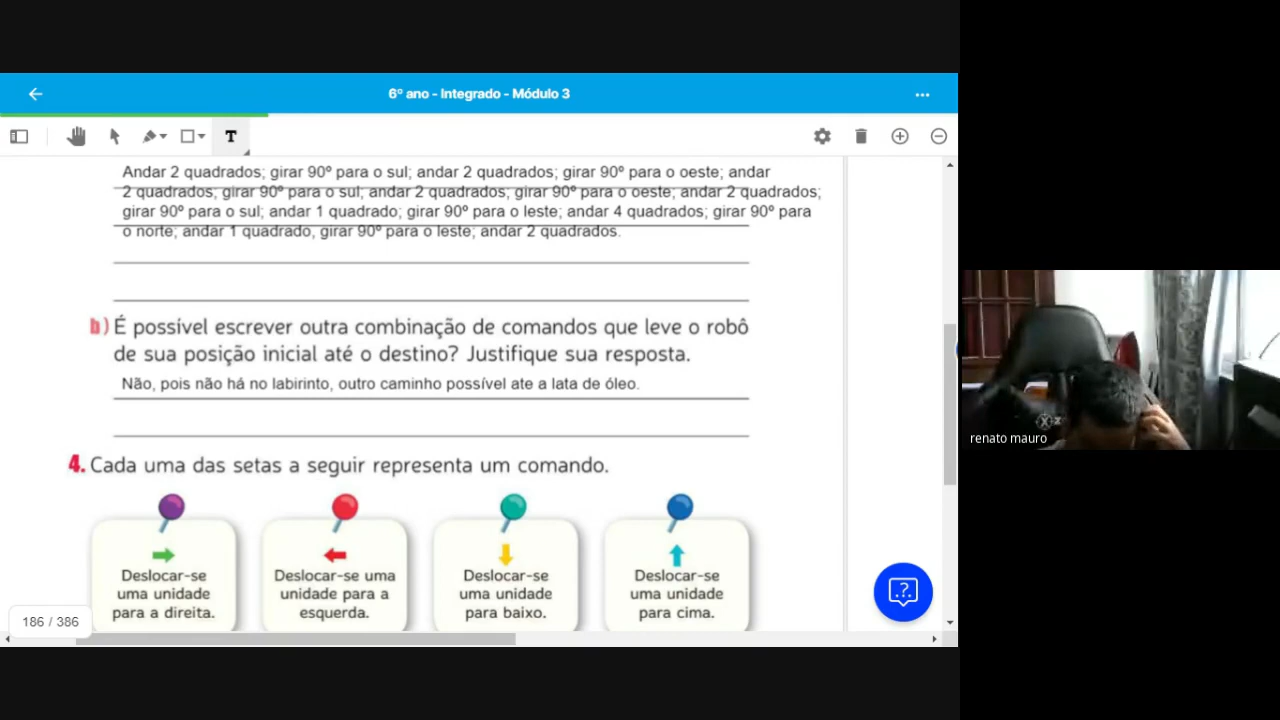 6º ano - Integrado - Módulo 3
T
Andar 2 quadrados; girar 90º para o sul; andar 2 quadrados; girar 90º para o oeste; andar
2 quadrados; girar 90º para o sul; andar 2 quadrados; girar 90º para o oeste; andar 2 quadrados;
girar 90º para o sul; andar 1 quadrado; girar 90º para o leste; andar 4 quadrados; girar 90º para
o norte; andar 1 quadrado, girar 90º para o leste; andar 2 quadrados.
b) É possível escrever outra combinação de comandos que leve o robô
de sua posição inicial até o destino? Justifique sua resposta.
Não, pois não há no labirinto, outro caminho possível ate a lata de óleo.
4. Cada uma das setas a seguir representa um comando.
Deslocar-se
uma unidade
para a direita.
Deslocar-se uma
unidade para a
esquerda.
Deslocar-se
uma unidade
para baixo.
Deslocar-se
uma unidade
para cima.
186 / 386
renato mauro